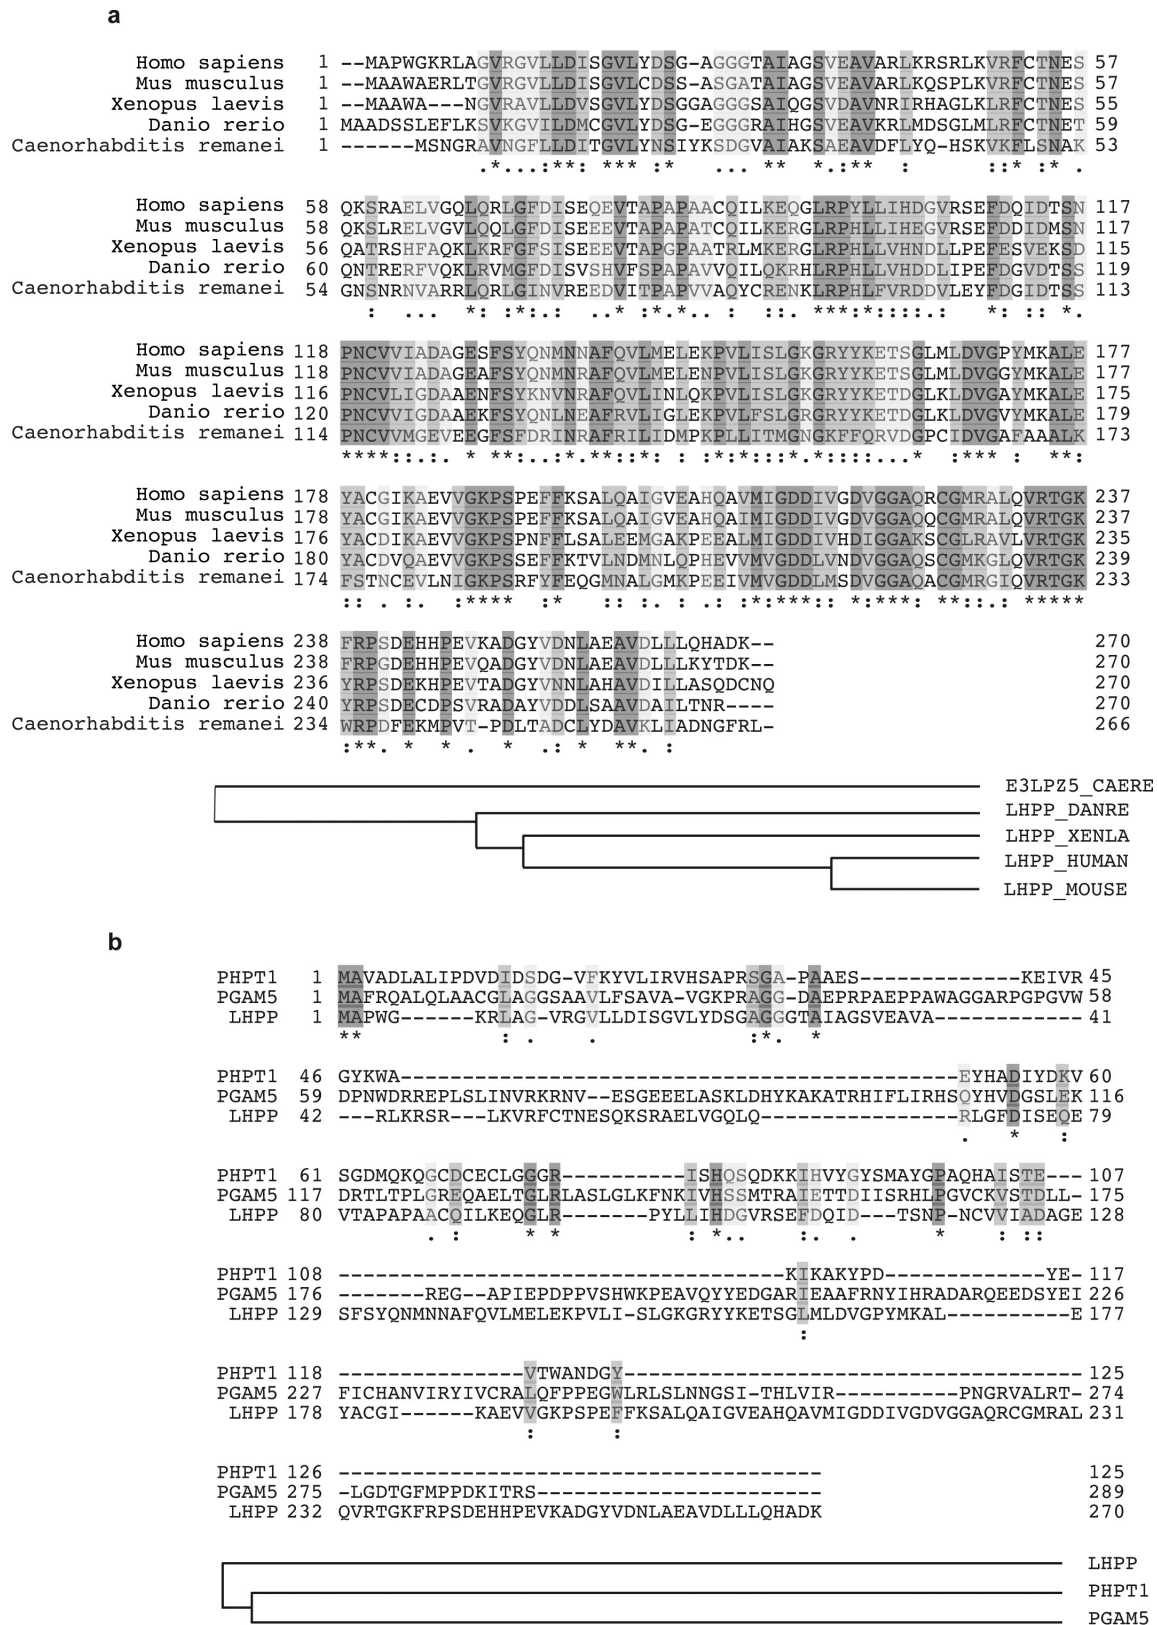 a
Homo sapiens 1 --MAPWGKRLAGVRGVLLDISGVLYDSG-AGGGTAIAGSVEAVARLKRSRLKVRFCTNES 57
Mus musculus 1 --MAAWAERLTGVRGVLLDISGVLCDSS-ASGATAIAGSVEAVARLKQSPLKVRFCTNES 57
Xenopus laevis 1 --MAAWA---NGVRAVLLDVSGVLYDSGGAGGGSAIQGSVDAVNRIRHAGLKLRFCTNES 55
Danio rerio 1 MAADSSLEFLKSVKGVILDMCGVLYDSG-EGGGRAIHGSVEAVKRLMDSGLMLRFCTNET 59
Caenorhabditis remanei 1 ------MSNGRAVNGFLLDITGVLYNSIYKSDGVAIAKSAEAVDFLYQ-HSKVKFLSNAK 53
.*...:**: *** :* ... ** *.:** : ::* :* .
Homo sapiens 58 QKSRAELVGQLQRLGFDISEQEVTAPAPAACQILKEQGLRPYLLIHDGVRSEFDQIDTSN 117
Mus musculus 58 QKSLRELVGVLQQLGFDISEEEVTAPAPATCQILKERGLRPHLLIHEGVRSEFDDIDMSN 117
Xenopus laevis 56 QATRSHFAQKLKRFGFSISEEEVTAPGPAATRLMKERGLRPHLLVHNDLLPEFESVEKSD 115
Danio rerio 60 QNTRERFVQKLRVMGFDISVSHVFSPAPAVVQILQKRHLRPHLLVHDDLIPEFDGVDTSS 119
Caenorhabditis remanei 54 GNSNRNVARRLQRLGINVREEDVITPAPVVAQYCRENKLRPHLFVRDDVLEYFDGIDTSS 113
: ... *: :*:.: ..* :*.*. . : ::. ***:*:::::.: *: :: *.
Homo sapiens 118 PNCVVIADAGESFSYQNMNNAFQVLMELEKPVLISLGKGRYYKETSGLMLDVGPYMKALE 177
Mus musculus 118 PNCVVIADAGEAFSYQNMNRAFQVLMELENPVLISLGKGRYYKETSGLMLDVGGYMKALE 177
Xenopus laevis 116 PNCVLIGDAAENFSYKNVNRAFQVLINLQKPVLISLGKGRYYKETDGLKLDVGAYMKALE 175
Danio rerio 120 PNCVVIGDAAEKFSYQNLNEAFRVLIGLEKPVLFSLGRGRYYKETDGLKLDVGVYMKALE 179
Caenorhabditis remanei 114 PNCVVMGEVEEGFSFDRINRAFRILIDMPKPLLITMGNGKFFQRVDGPCIDVGAFAAALK 173
****::.:. * **:..:* **::*: : :*:*:::*.*::::...* :*** : **:
Homo sapiens 178 YACGIKAEVVGKPSPEFFKSALQAIGVEAHQAVMIGDDIVGDVGGAQRCGMRALQVRTGK 237
Mus musculus 178 YACGIKAEVVGKPSPEFFKSALQAIGVEAHQAIMIGDDIVGDVGGAQQCGMRALQVRTGK 237
Xenopus laevis 176 YACDIKAEVVGKPSPNFFLSALEEMGAKPEEALMIGDDIVHDIGGAKSCGLRAVLVRTGK 235
Danio rerio 180 YACDVQAEVVGKPSSEFFKTVLNDMNLQPHEVVMIGDDLVNDVGGAQSCGMKGLQVRTGK 239
Caenorhabditis remanei 174 FSTNCEVLNIGKPSRFYFEQGMNALGMKPEEIVMVGDDLMSDVGGAQACGMRGIQVRTGK 233
:: . :. :**** :* ::  :. : .: :*:***:: *:***: **::.: *****
Homo sapiens 238 FRPSDEHHPEVKADGYVDNLAEAVDLLLQHADK-- 270
Mus musculus 238 FRPGDEHHPEVQADGYVDNLAEAVDLLLKYTDK-- 270
Xenopus laevis 236 YRPSDEKHPEVTADGYVNNLAHAVDILLASQDCNQ 270
Danio rerio 240 YRPSDECDPSVRADAYVDDLSAAVDAILTNR---- 270
Caenorhabditis remanei 234 WRPDFEKMPVT-PDLTADCLYDAVKLIADNGFRL- 266
:**. * * . * .: * **. :
E3LPZ5_CAERE
LHPP_DANRE
LHPP_XENLA
LHPP_HUMAN
LHPP_MOUSE
b
PHPT1 1 MAVADLALIPDVDIDSDG-VFKYVLIRVHSAPRSGA-PAAES-------------KEIVR 45
PGAM5 1 MAFRQALQLAACGLAGGSAAVLFSAVA-VGKPRAGG-DAEPRPAEPPAWAGGARPGPGVW 58
LHPP 1 MAPWG------KRLAG-VRGVLLDISGVLYDSGAGGGTAIAGSVEAVA------------ 41
** : . . :*. *
PHPT1 46 GYKWA---------------------------------------------EYHADIYDKV 60
PGAM5 59 DPNWDRREPLSLINVRKRNV--ESGEEELASKLDHYKAKATRHIFLIRHSQYHVDGSLEK 116
LHPP 42 ---RLKRSR---LKVRFCTNESQKSRAELVGQLQ----------------RLGFDISEQE 79
. * :
PHPT1 61 SGDMQKQGCDCECLGGGR----------ISHQSQDKKIHVYGYSMAYGPAQHAISTE--- 107
PGAM5 117 DRTLTPLGREQAELTGLRLASLGLKFNKIVHSSMTRAIETTDIISRHLPGVCKVSTDLL- 175
LHPP 80 VTAPAPAACQILKEQGLR-------PYLLIHDGVRSEFDQID---TSNP-NCVVIADAGE 128
. : * * : *.. :. . * : ::
PHPT1 108 ------------------------------------KIKAKYPD-------------YE- 117
PGAM5 176 -------REG--APIEPDPPVSHWKPEAVQYYEDGARIEAAFRNYIHRADARQEEDSYEI 226
LHPP 129 SFSYQNMNNAFQVLMELEKPVLI-SLGKGRYYKETSGLMLDVGPYMKAL----------E 177
:
PHPT1 118 ---------------VTWANDGY------------------------------------- 125
PGAM5 227 FICHANVIRYIVCRALQFPPEGWLRLSLNNGSI-THLVIR----------PNGRVALRT- 274
LHPP 178 YACGI------KAEVVGKPSPEFFKSALQAIGVEAHQAVMIGDDIVGDVGGAQRCGMRAL 231
: :
PHPT1 126 --------------------------------------- 125
PGAM5 275 -LGDTGFMPPDKITRS----------------------- 289
LHPP 232 QVRTGKFRPSDEHHPEVKADGYVDNLAEAVDLLLQHADK 270
LHPP
PHPT1
PGAM5